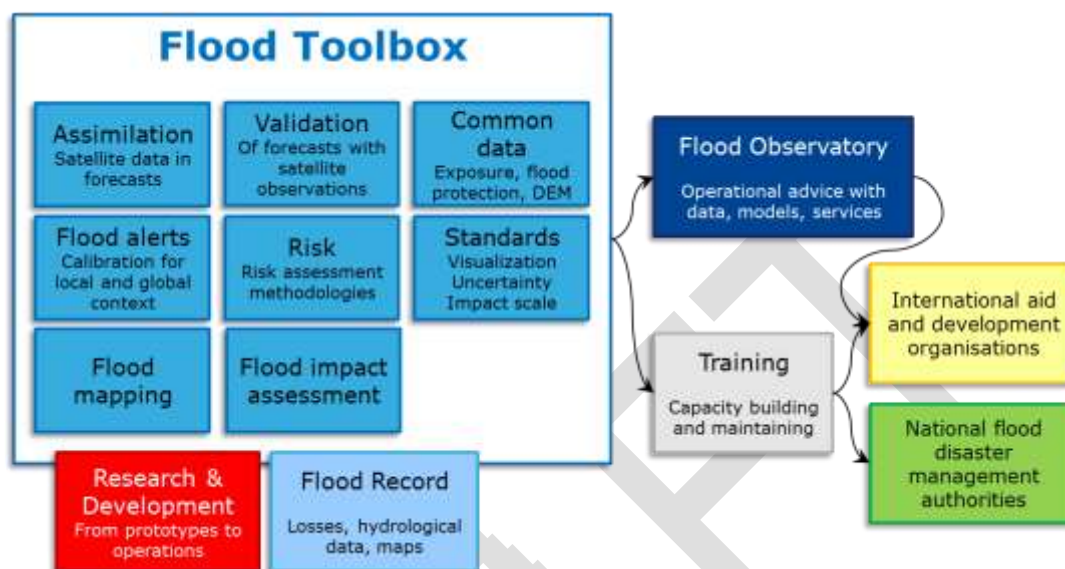 Flood Toolbox
Assimilation
Satellite data in
forecasts
Validation
Of forecasts with
satellite
observations
Common
data
Exposure, flood
protection, DEM
Flood alerts
Calibration for
local and global
context
Risk
Risk assessment
methodologies
Standards
Visualization
Uncertainty
Impact scale
Flood
mapping
Flood impact
assessment
Research &
Development
From prototypes to
operations
Flood Record
Losses, hydrological
data, maps
Flood Observatory
Operational advice with
data, models, services
Training
Capacity building
and maintaining
International aid
and development
organisations
National flood
disaster
management
authorities